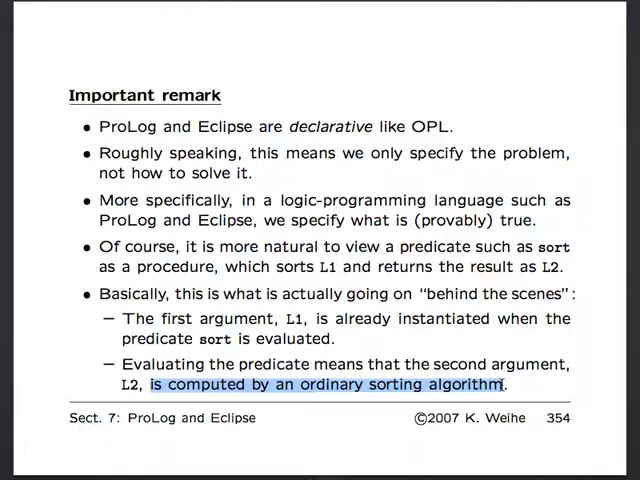 Important remark
• ProLog and Eclipse are declarative like OPL.
• Roughly speaking, this means we only specify the problem,
not how to solve it.
• More specifically, in a logic-programming language such as
ProLog and Eclipse, we specify what is (provably) true.
• Of course, it is more natural to view a predicate such as sort
as a procedure, which sorts L1 and returns the result as L2.
• Basically, this is what is actually going on “behind the scenes”:
– The first argument, L1, is already instantiated when the
predicate sort is evaluated.
– Evaluating the predicate means that the second argument,
L2, is computed by an ordinary sorting algorithm.
Sect. 7: ProLog and Eclipse ©2007 K. Weihe 354